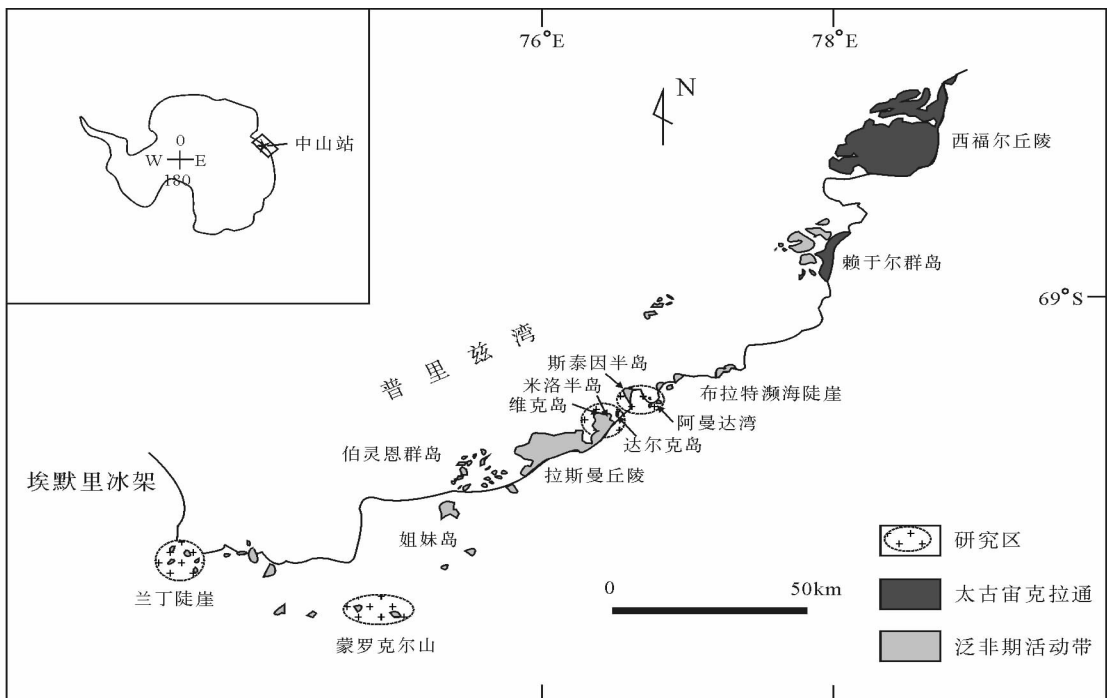 76°E
78°E
N
0
W E
180
中山站
西福尔丘陵
赖于尔群岛
69°S
普里兹湾
斯泰因半岛
米洛半岛
维克岛
布拉特濒海陡崖
阿曼达湾
达尔克岛
伯灵恩群岛
拉斯曼丘陵
埃默里冰架
姐妹岛
兰丁陡崖
蒙罗克尔山
0 50km
研究区
太古宙克拉通
泛非期活动带